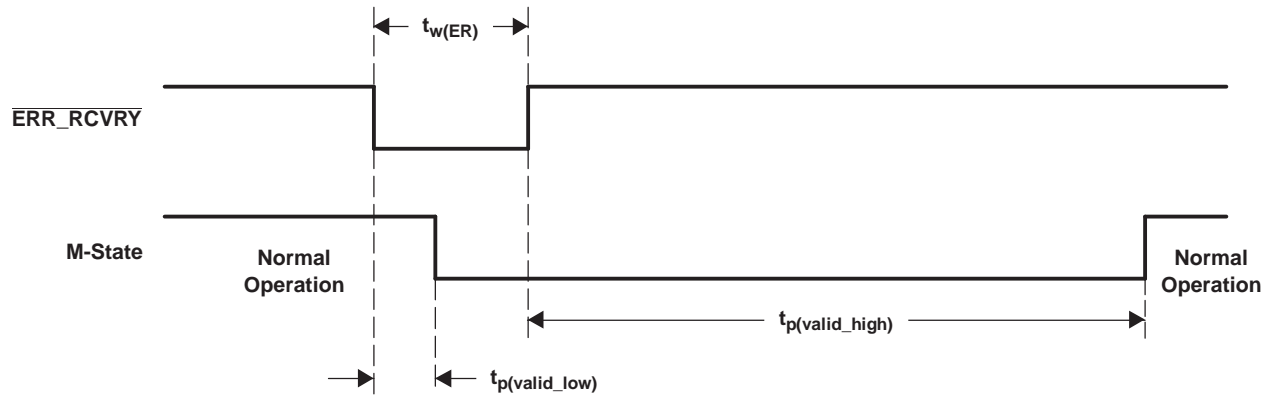 tw(ER)
ERR_RCVRY
M-State
Normal
Operation
Normal
Operation
tp(valid_high)
tp(valid_low)